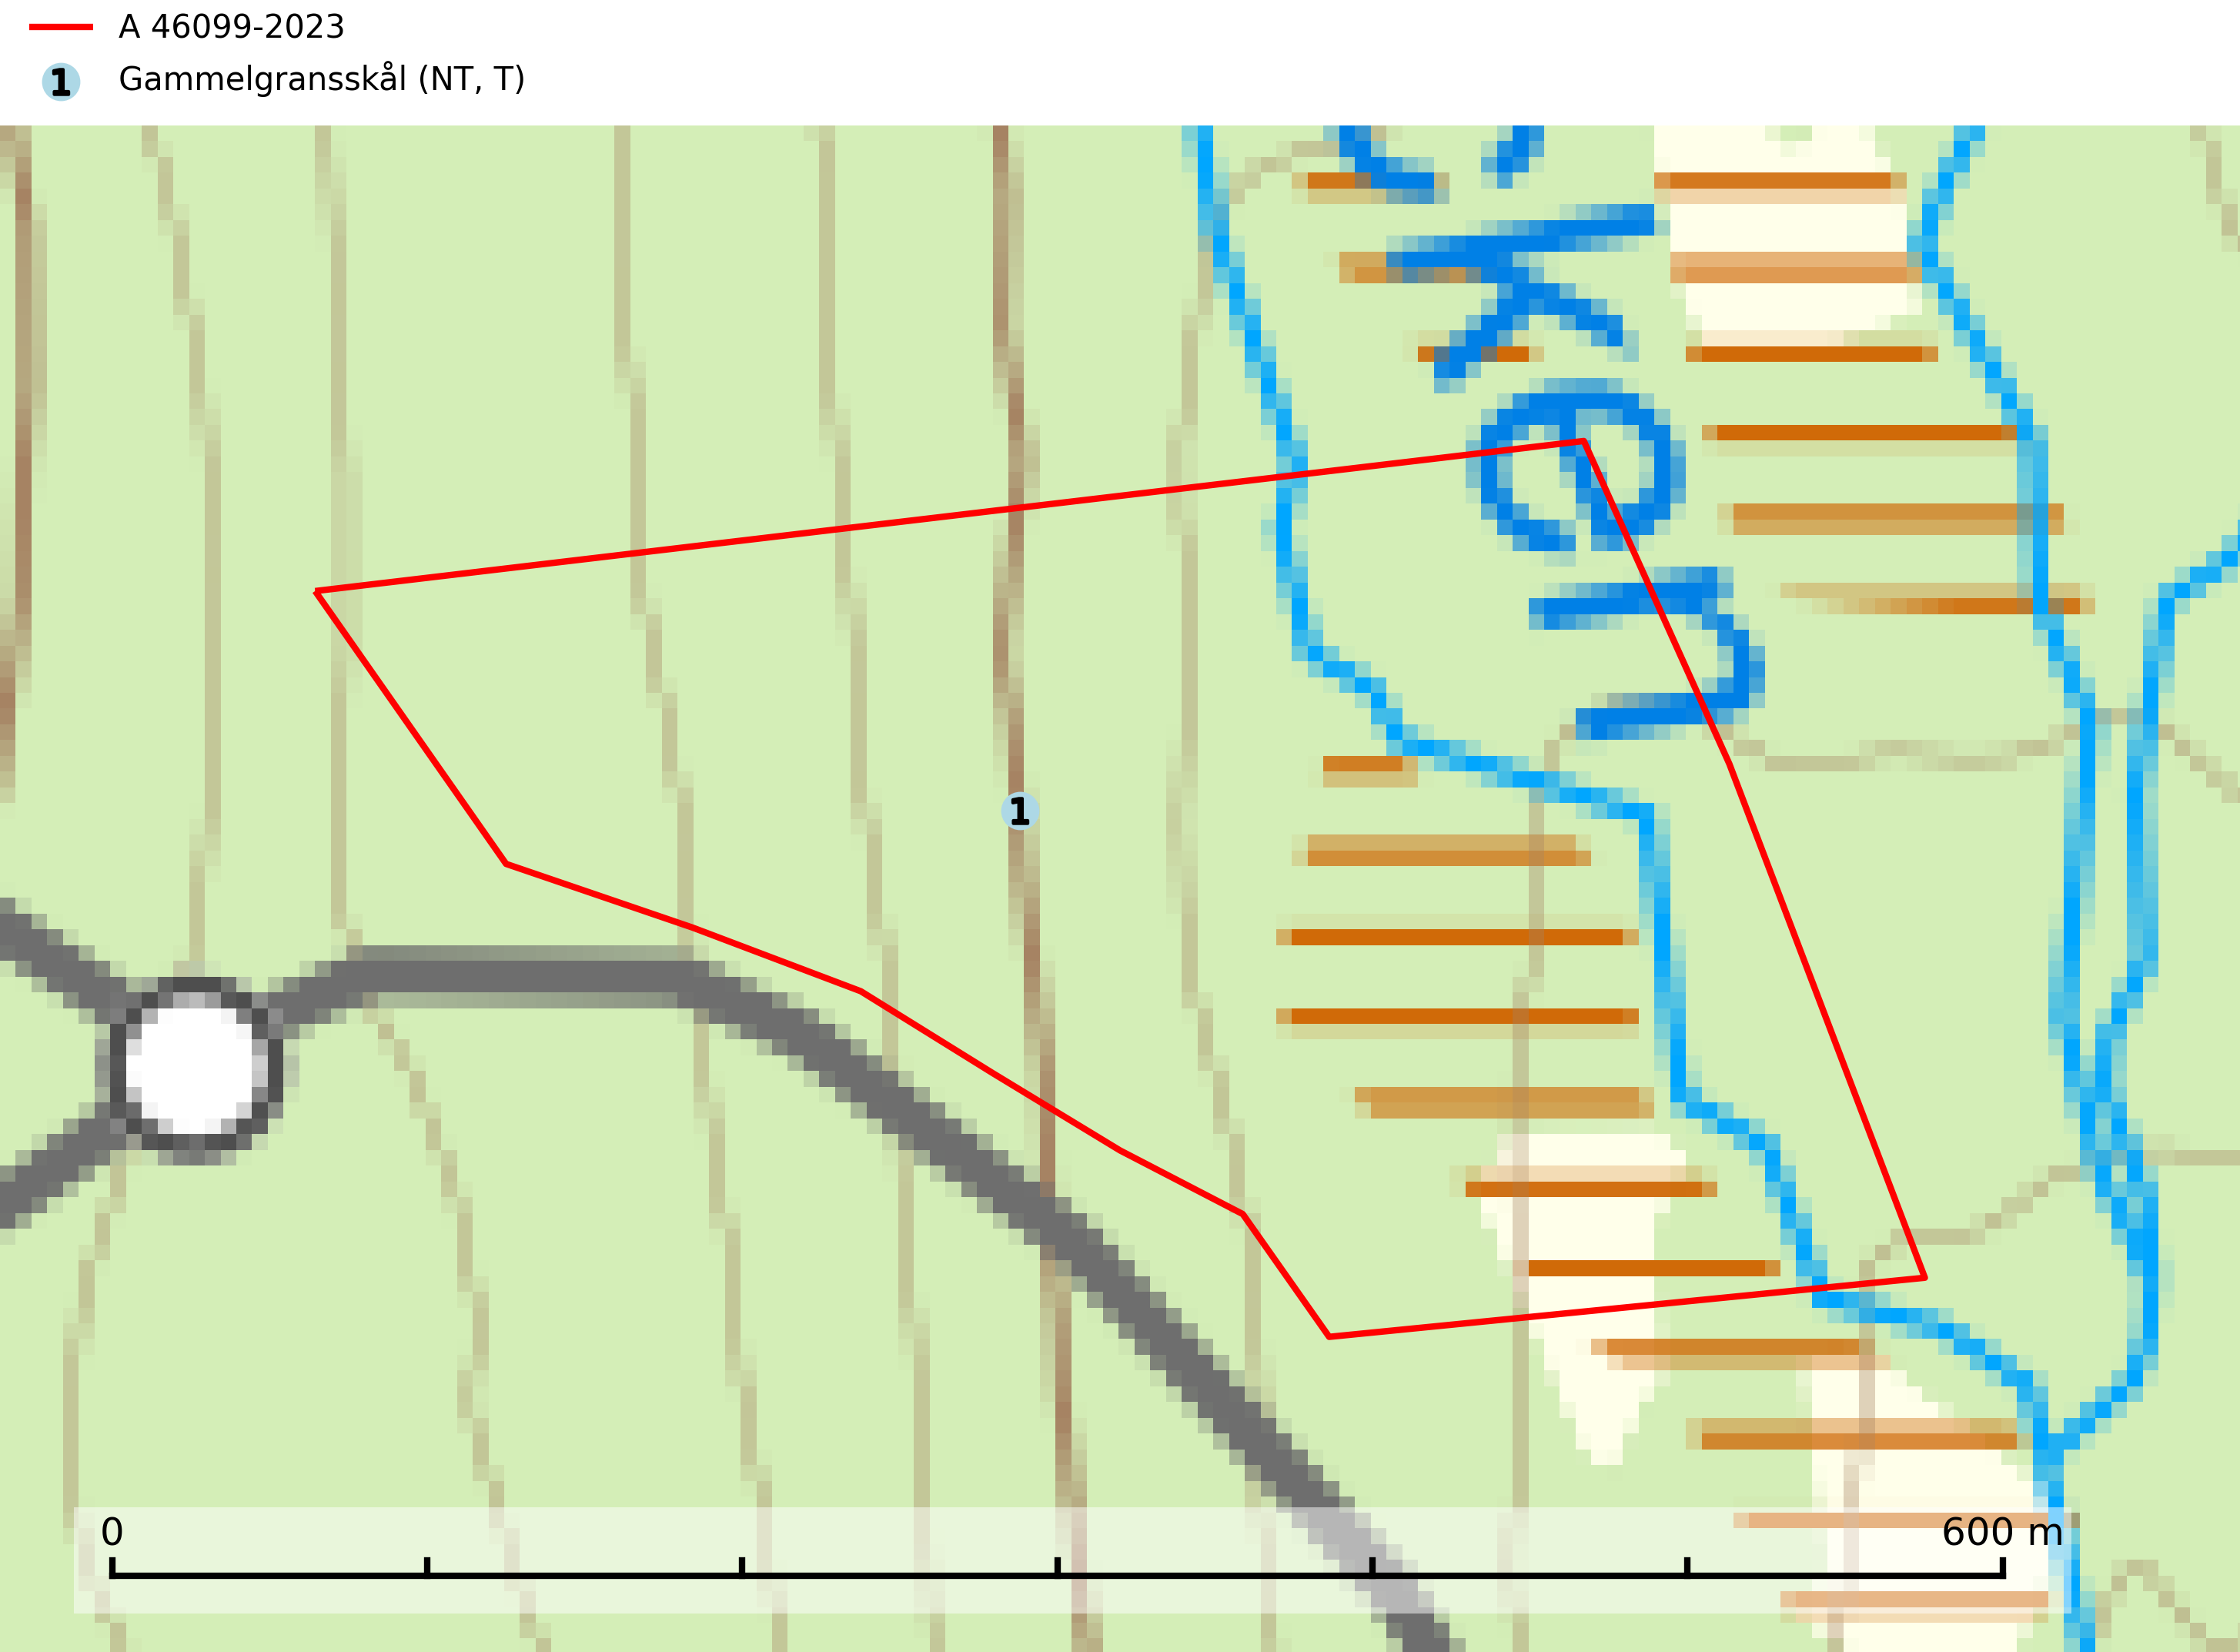 A 46099-2023
1 Gammelgransskål (NT, T)
1
0 600 m